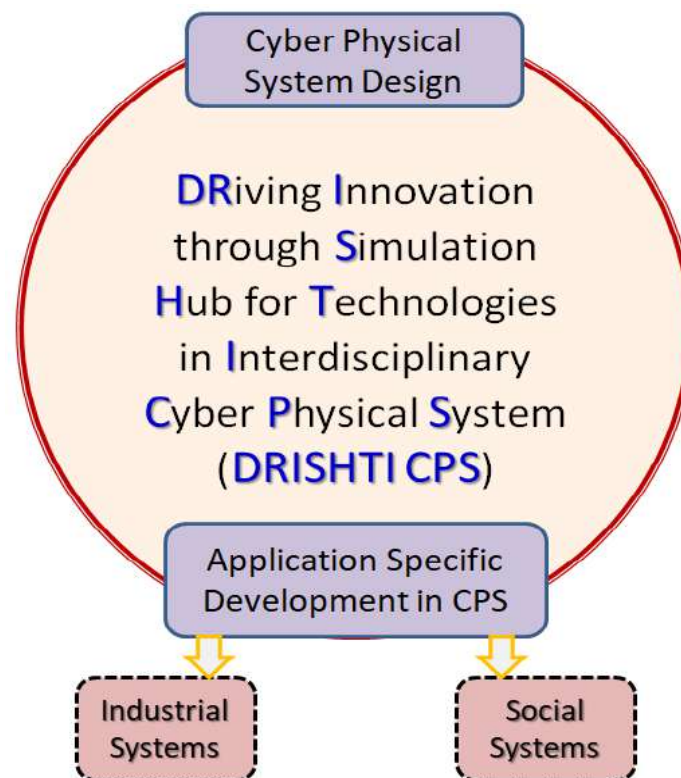 Cyber Physical
System Design
DRiving Innovation
through Simulation
Hub for Technologies
in Interdisciplinary
Cyber Physical System
(DRISHTI CPS)
Application Specific
Development in CPS
Industrial
Systems
Social
Systems